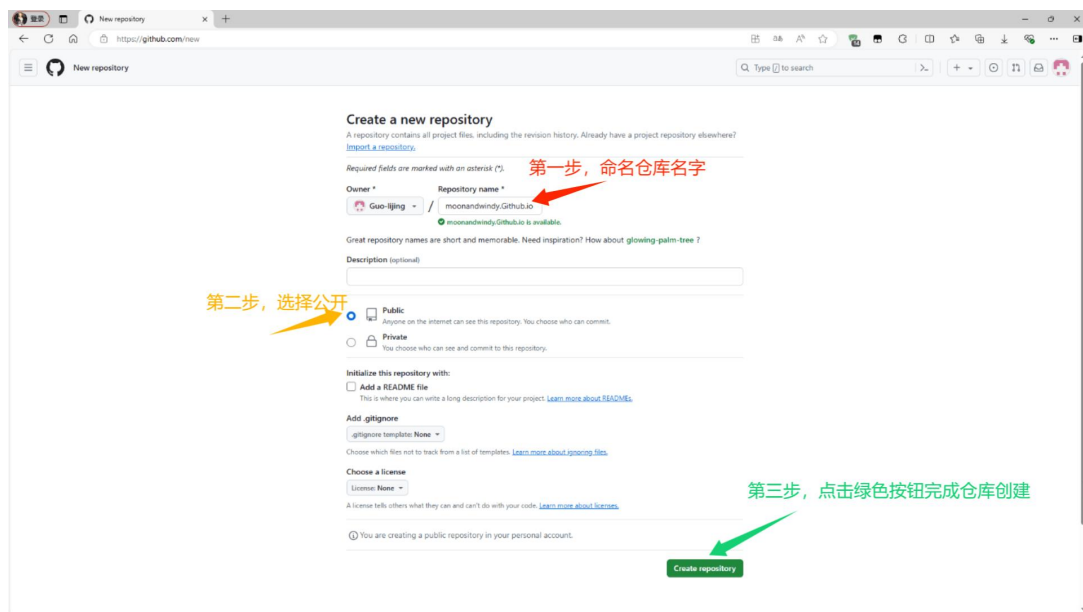 登录
New repository
https://github.com/new
New repository
Type / to search
Create a new repository
A repository contains all project files, including the revision history. Already have a project repository elsewhere?
Import a repository.
Required fields are marked with an asterisk (*).
第一步，命名仓库名字
Owner *
Repository name *
Guo-lijing
/
moonandwindy.Github.io
moonandwindy.Github.io is available.
Great repository names are short and memorable. Need inspiration? How about glowing-palm-tree ?
Description (optional)
第二步，选择公开
Public
Anyone on the internet can see this repository. You choose who can commit.
Private
You choose who can see and commit to this repository.
Initialize this repository with:
Add a README file
This is where you can write a long description for your project. Learn more about READMEs.
Add .gitignore
.gitignore template: None
Choose which files not to track from a list of templates. Learn more about ignoring files.
Choose a license
License: None
A license tells others what they can and can't do with your code. Learn more about licenses.
第三步，点击绿色按钮完成仓库创建
You are creating a public repository in your personal account.
Create repository